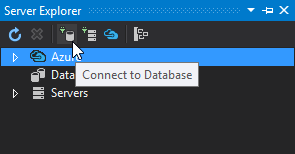 Server Explorer
Azu
Data
Connect to Database
Servers